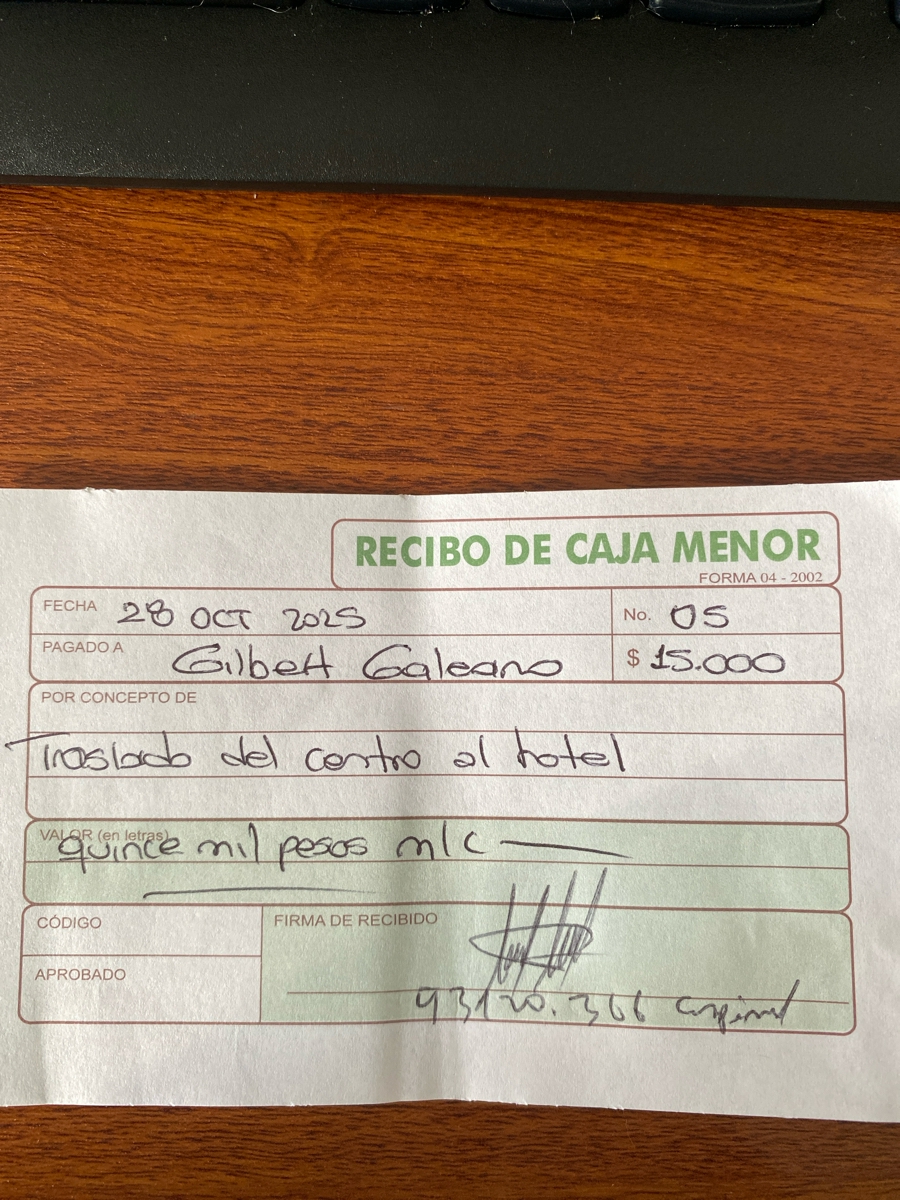 RECIBO DE CAJA MENOR
FORMA 04 - 2002
FECHA 28 OCT 2025
No. 05
PAGADO A Gilbert Galeano
$ 15.000
POR CONCEPTO DE
Traslado del centro al hotel
VALOR (en letras)
quince mil pesos m/c
CÓDIGO
FIRMA DE RECIBIDO
APROBADO
93120.366